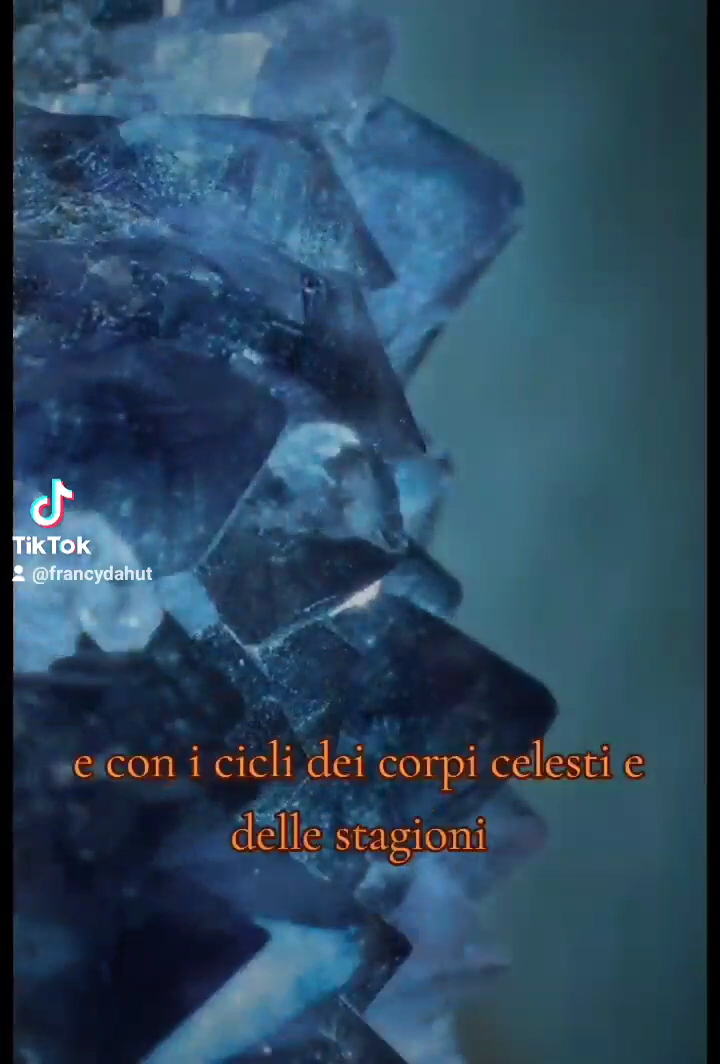 TikTok
@francydahut
e con i cicli dei corpi celesti e
delle stagioni